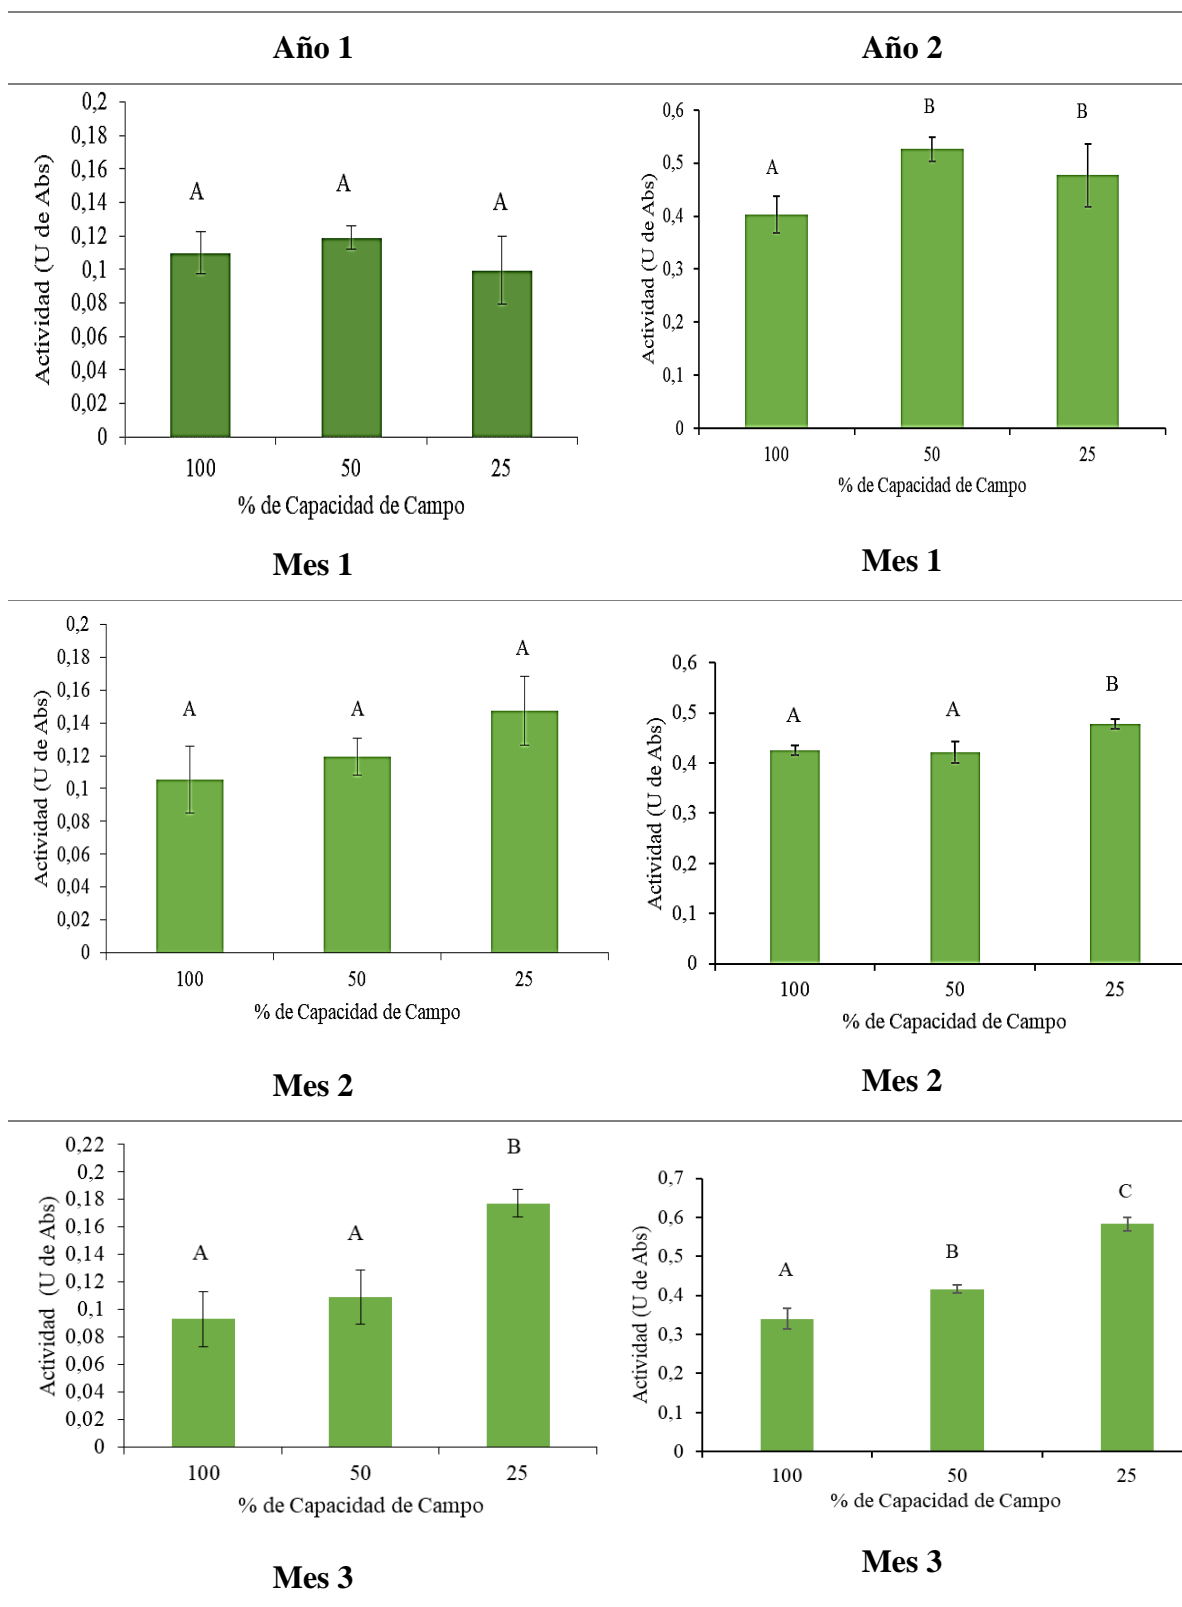 Año 1
Año 2
0,2
0,18
0,16
0,14
0,12
0,1
0,08
0,06
0,04
0,02
0
Actividad (U de Abs)
A
A
A
100
50
25
% de Capacidad de Campo
Mes 1
0,6
0,5
0,4
0,3
0,2
0,1
0
Actividad (U de Abs)
A
B
B
100
50
25
% de Capacidad de Campo
Mes 1
0,2
0,18
0,16
0,14
0,12
0,1
0,08
0,06
0,04
0,02
0
Actividad (U de Abs)
A
A
A
100
50
25
% de Capacidad de Campo
Mes 2
0,6
0,5
0,4
0,3
0,2
0,1
0
Actividad (U de Abs)
A
A
B
100
50
25
% de Capacidad de Campo
Mes 2
0,22
0,2
0,18
0,16
0,14
0,12
0,1
0,08
0,06
0,04
0,02
0
Actividad (U de Abs)
A
A
B
100
50
25
% de Capacidad de Campo
Mes 3
0,7
0,6
0,5
0,4
0,3
0,2
0,1
0
Actividad (U de Abs)
A
B
C
100
50
25
% de Capacidad de Campo
Mes 3